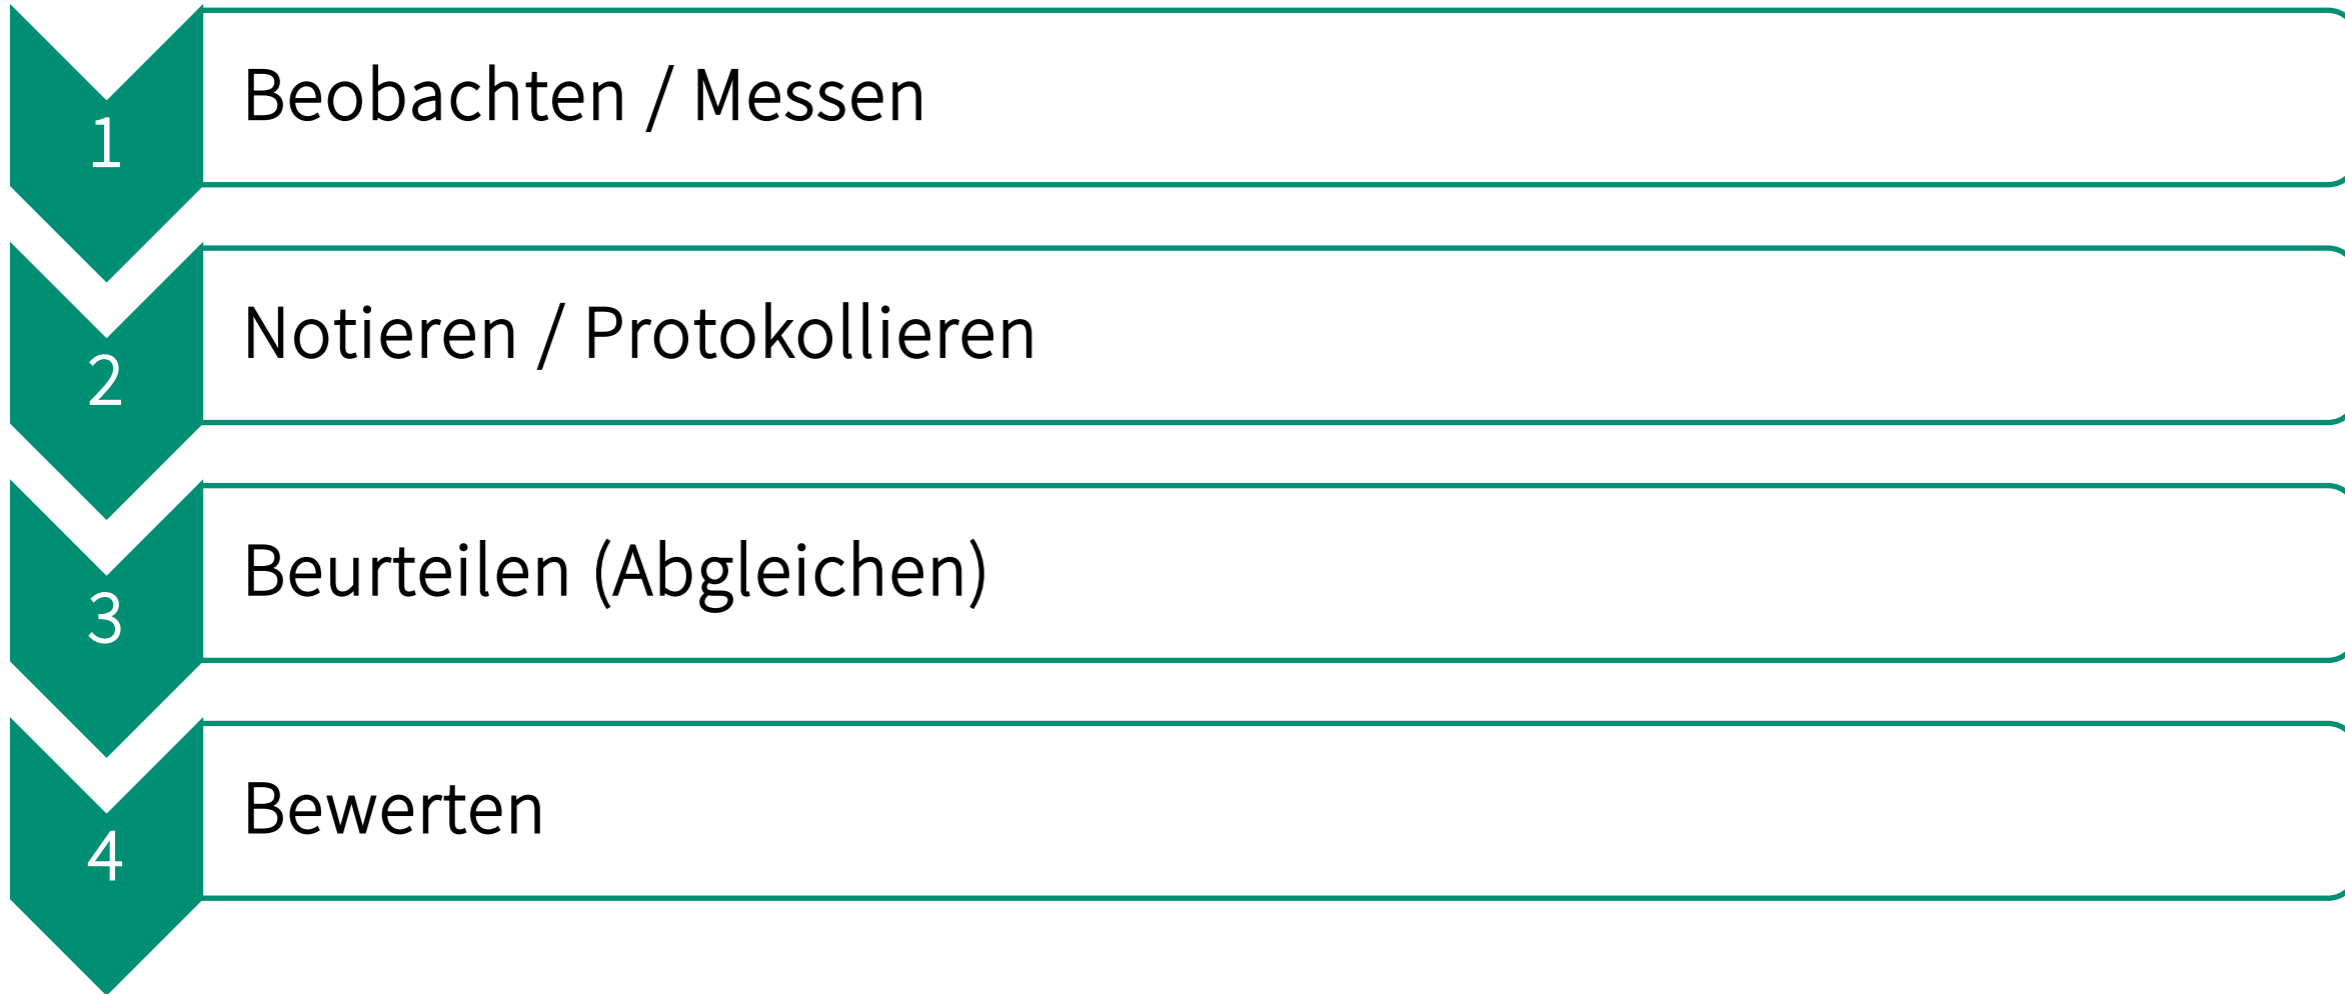 1
Beobachten / Messen
2
Notieren / Protokollieren
3
Beurteilen (Abgleichen)
4
Bewerten